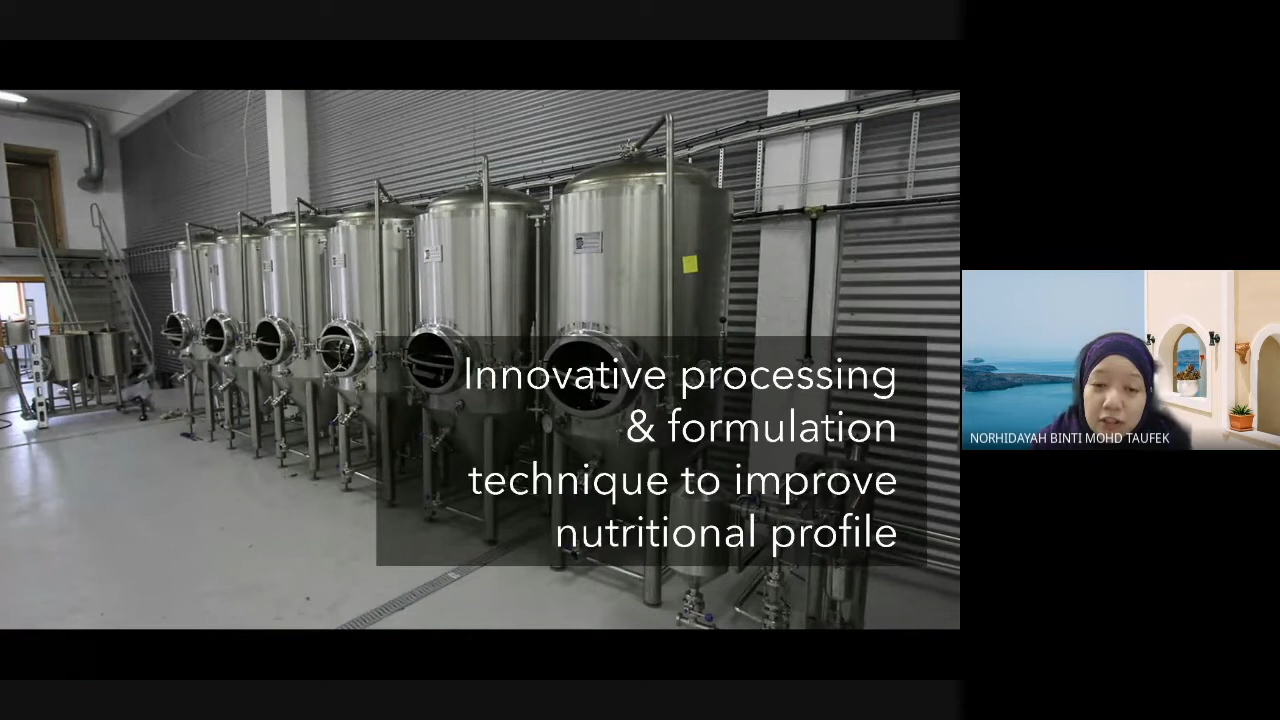 Innovative processing
& formulation
technique to improve
nutritional profile
NORHIDAYAH BINTI MOHD TAUFEK